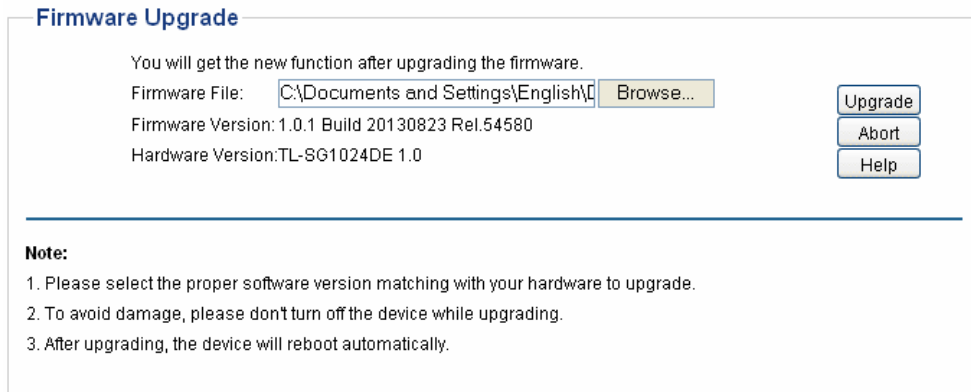 Firmware Upgrade
You will get the new function after upgrading the firmware.
Firmware File: C:\Documents and Settings\English\D Browse...
Upgrade
Firmware Version:1.0.1 Build 20130823 Rel.54580
Abort
Hardware Version:TL-SG1024DE 1.0
Help
Note:
1. Please select the proper software version matching with your hardware to upgrade.
2. To avoid damage, please don't turn off the device while upgrading.
3. After upgrading, the device will reboot automatically.